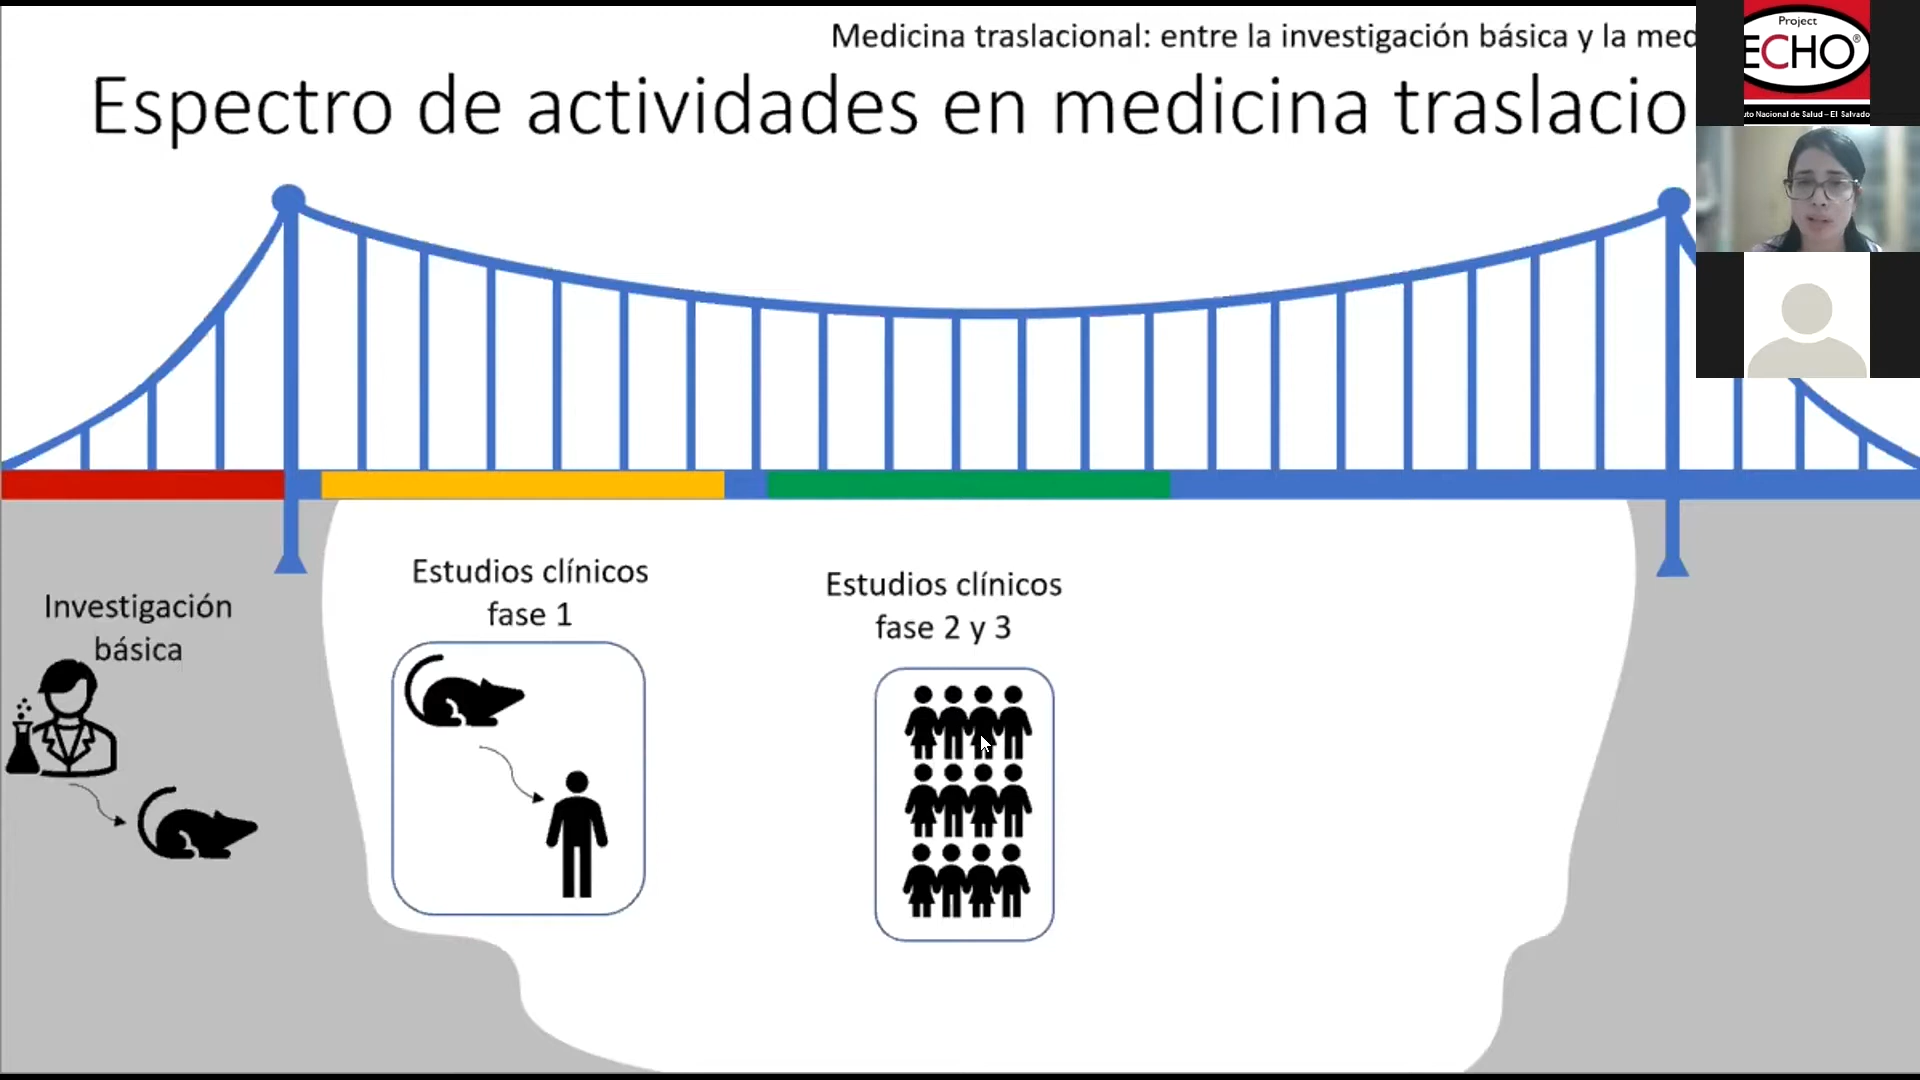 Medicina traslacional: entre la investigación básica y la med
Espectro de actividades en medicina traslacio
Project
ECHO®
uto Nacional de Salud – El Salvado
Estudios clínicos
fase 1
Estudios clínicos
fase 2 y 3
Investigación
básica